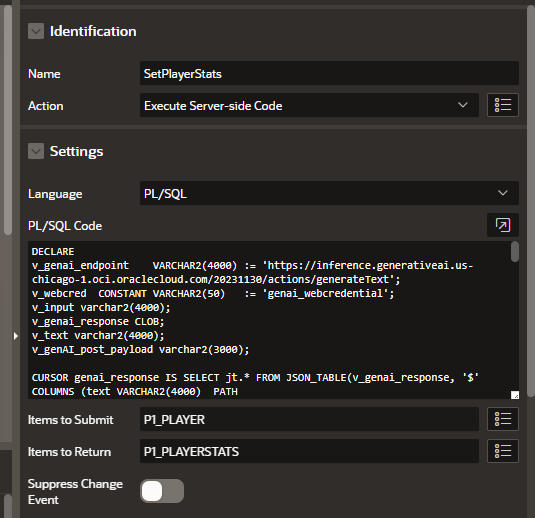 Identification
Name SetPlayerStats
Action Execute Server-side Code
Settings
Language PL/SQL
PL/SQL Code
DECLARE
v_genai_endpoint    VARCHAR2(4000) := 'https://inference.generativeai.us-
chicago-1.oci.oraclecloud.com/20231130/actions/generateText';
v_webcred  CONSTANT VARCHAR2(50)   := 'genai_webcredential';
v_input varchar2(4000);
v_genai_response CLOB;
v_text varchar2(4000);
v_genAI_post_payload varchar2(3000);

CURSOR genai_response IS SELECT jt.* FROM JSON_TABLE(v_genai_response, '$'
COLUMNS (text VARCHAR2(4000)  PATH
Items to Submit P1_PLAYER
Items to Return P1_PLAYERSTATS
Suppress Change
Event